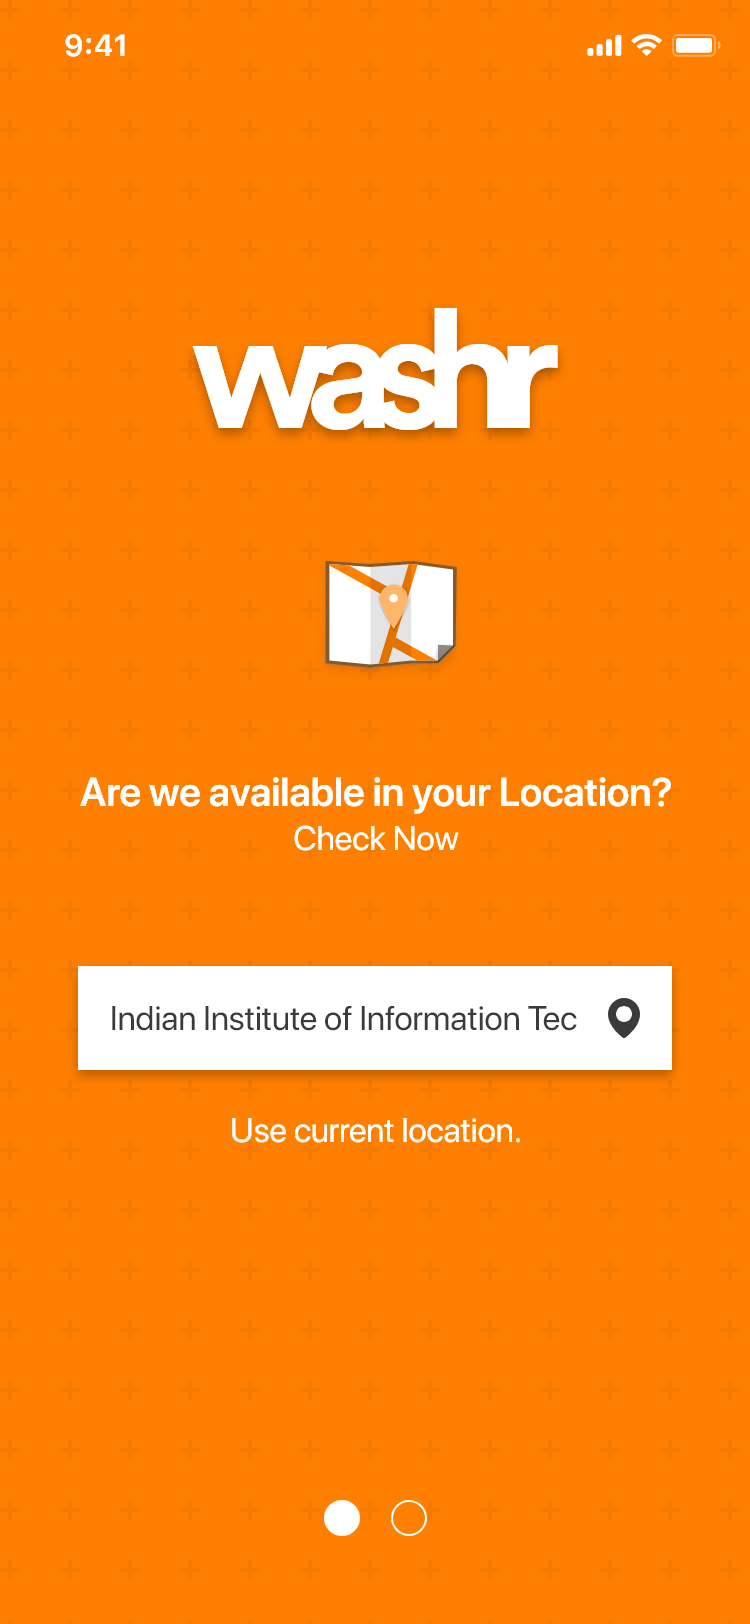 9:41
washr
Are we available in your Location?
Check Now
Indian Institute of Information Tec
Use current location.